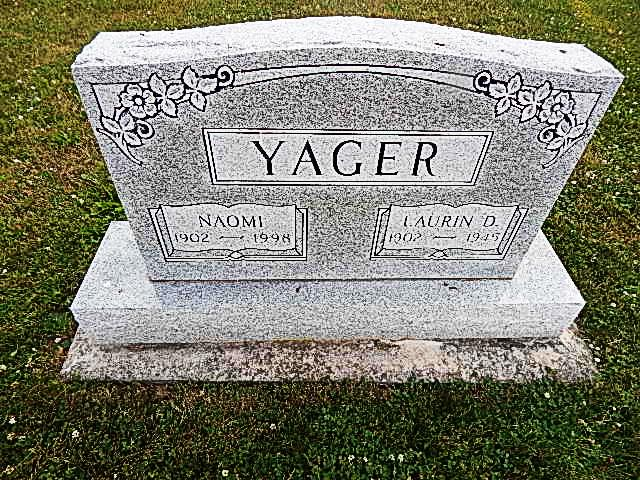 YAGER
NAOMI
1902 — 1998
LAURIN D.
1902 — 1945